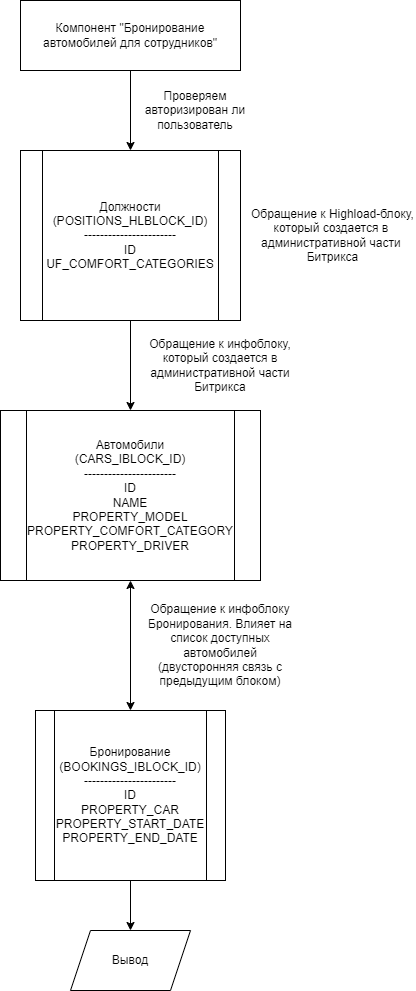 Компонент "Бронирование
автомобилей для сотрудников"
Проверяем
авторизирован ли
пользователь
Должности
(POSITIONS_HLBLOCK_ID)
-----------------------
ID
UF_COMFORT_CATEGORIES
Обращение к Highload-блоку,
который создается в
административной части
Битрикса
Обращение к инфоблоку,
который создается в
административной части
Битрикса
Автомобили
(CARS_IBLOCK_ID)
-----------------------
ID
NAME
PROPERTY_MODEL
PROPERTY_COMFORT_CATEGORY
PROPERTY_DRIVER
Обращение к инфоблоку
Бронирования. Влияет на
список доступных
автомобилей
(двусторонняя связь с
предыдущим блоком)
Бронирование
(BOOKINGS_IBLOCK_ID)
-----------------------
ID
PROPERTY_CAR
PROPERTY_START_DATE
PROPERTY_END_DATE
Вывод